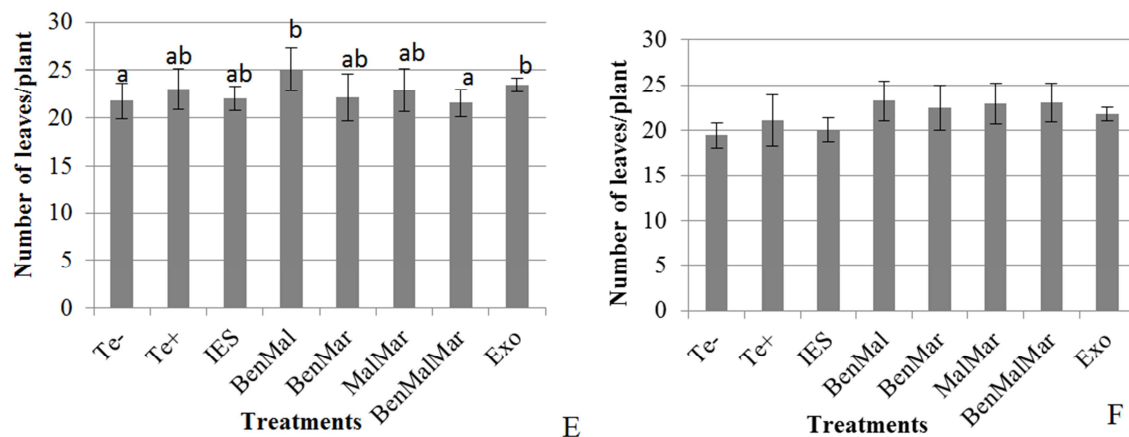 Number of leaves/plant
30
25
20
15
10
5
0
a
ab
ab
b
ab
ab
a
b
Te-
Te+
IES
BenMal
BenMar
MalMar
BenMalMar
Exo
Treatments
E
Number of leaves/plant
30
25
20
15
10
5
0
Te-
Te+
IES
BenMal
BenMar
MalMar
BenMalMar
Exo
Treatments
F